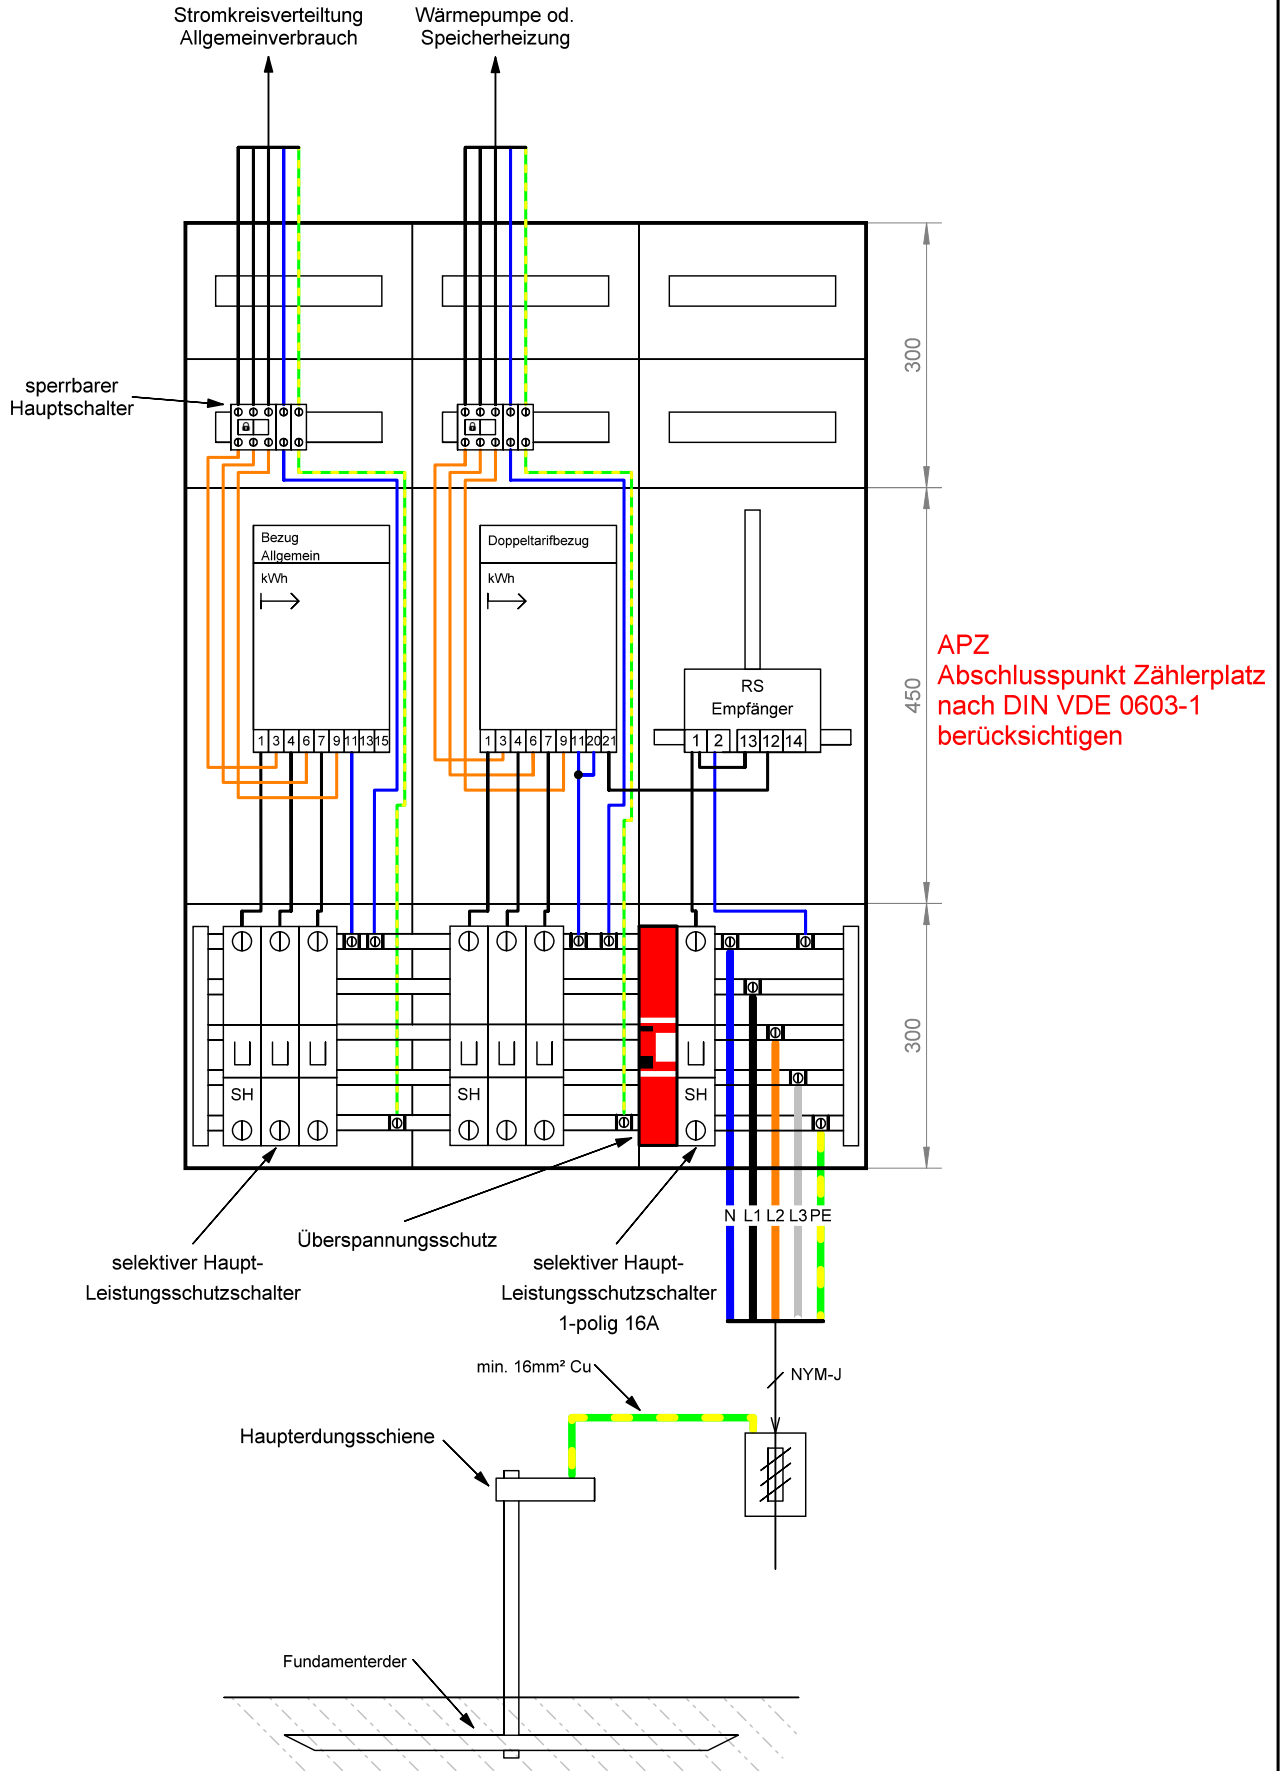 Stromkreisverteiltung
Allgemeinverbrauch
Wärmepumpe od.
Speicherheizung
300
sperrbarer
Hauptschalter
Bezug
Allgemein
kWh
Doppeltarifbezug
kWh
APZ
Abschlusspunkt Zählerplatz
nach DIN VDE 0603-1
berücksichtigen
450
RS
Empfänger
1 3 4 6 7 9 11 13 15
1 3 4 6 7 9 11 20 21
1 2 13 12 14
300
SH
SH
SH
N L1 L2 L3 PE
Überspannungsschutz
selektiver Haupt-
Leistungsschutzschalter
selektiver Haupt-
Leistungsschutzschalter
1-polig 16A
min. 16mm² Cu
NYM-J
Haupterdungsschiene
Fundamenterder